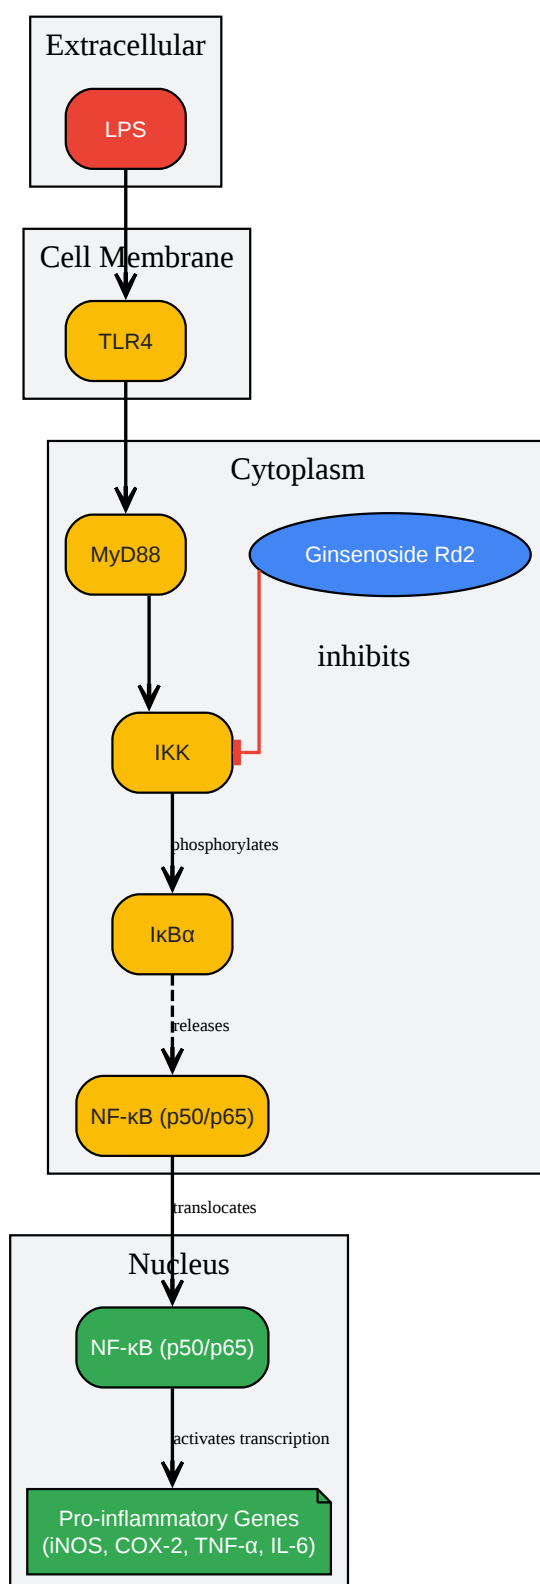 Extracellular
LPS
Cell Membrane
TLR4
Cytoplasm
MyD88
Ginsenoside Rd2
inhibits
IKK
phosphorylates
IκBα
releases
NF-κB (p50/p65)
translocates
Nucleus
NF-κB (p50/p65)
activates transcription
Pro-inflammatory Genes
(iNOS, COX-2, TNF-α, IL-6)